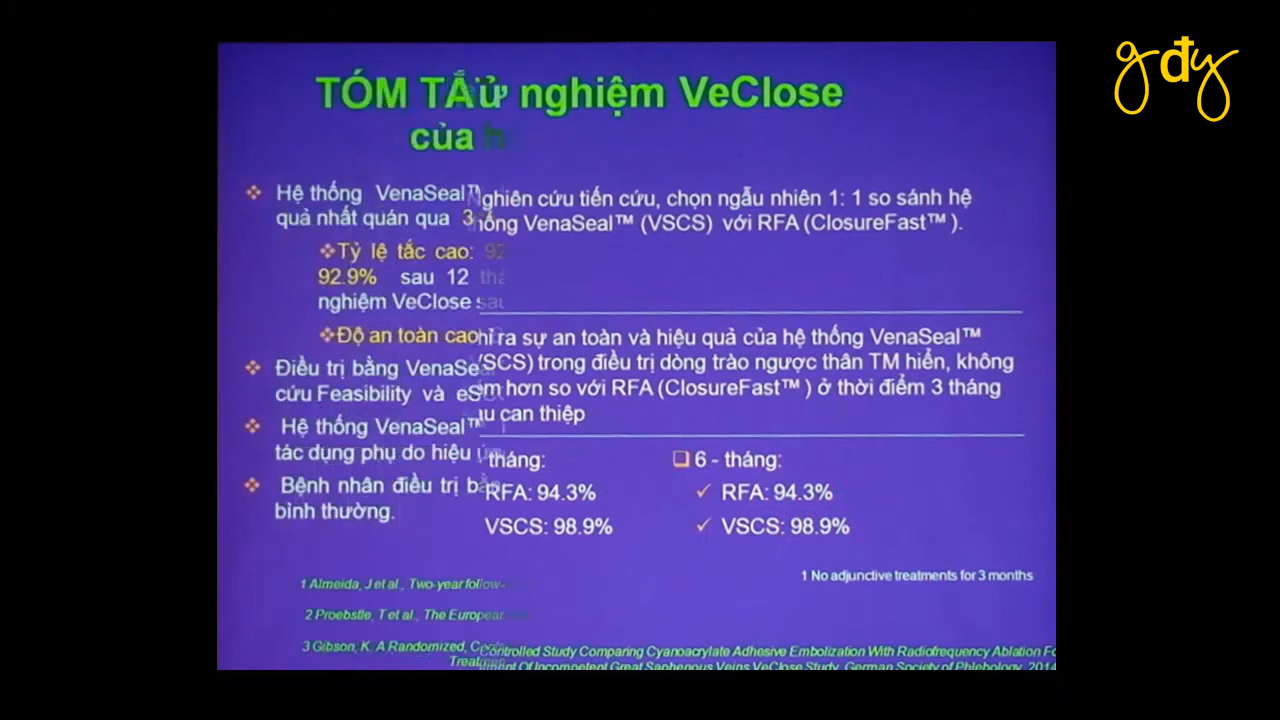 gđy
TÓM TẮử nghiệm VeClose
của
Hệ thống VenaSeal™
quả nhất quán qua 3
Tỷ lệ tắc cao: 92
92.9% sau 12
nghiệm VeClose sau
Độ an toàn cao
Điều trị bằng
cứu Feasibility và
Hệ thống VenaSeal™
tác dụng phụ do hiệu
Bệnh nhân điều trị
bình thường.
ghiên cứu tiến cứu, chọn ngẫu nhiên 1: 1 so sánh hệ
hống VenaSeal™ (VSCS) với RFA (ClosureFast™ ).
hỉ ra sự an toàn và hiệu quả của hệ thống VenaSeal™
VSCS) trong điều trị dòng trào ngược thân TM hiển, không
ém hơn so với RFA (ClosureFast™ ) ở thời điểm 3 tháng
au can thiệp
tháng:
RFA: 94.3%
VSCS: 98.9%
6 - tháng:
RFA: 94.3%
VSCS: 98.9%
1 No adjunctive treatments for 3 months
1 Almeida, J et al., Two-year follow-
2 Proebstle, T et al., The European
3 Gibson, K. A Randomized,
Controlled Study Comparing Cyanoacrylate Adhesive Embolization With Radiofrequency Ablation Fo
tment Of Incompetent Great Saphenous Veins VeClose Study. German Society of Phlebology, 2014